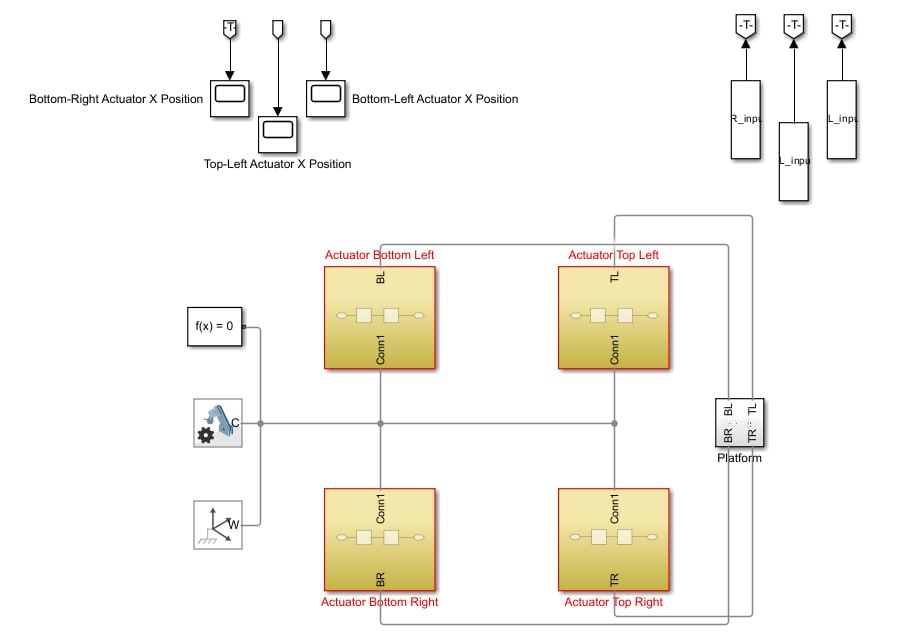 -T-
-T-
-T-
-T-
Bottom-Right Actuator X Position
Bottom-Left Actuator X Position
Top-Left Actuator X Position
R_inpu
L_inpu
L_inpu
Actuator Bottom Left
Actuator Top Left
BL
TL
Conn1
Conn1
f(x) = 0
C
W
BL
TL
BR
TR
Platform
Conn1
Conn1
BR
TR
Actuator Bottom Right
Actuator Top Right